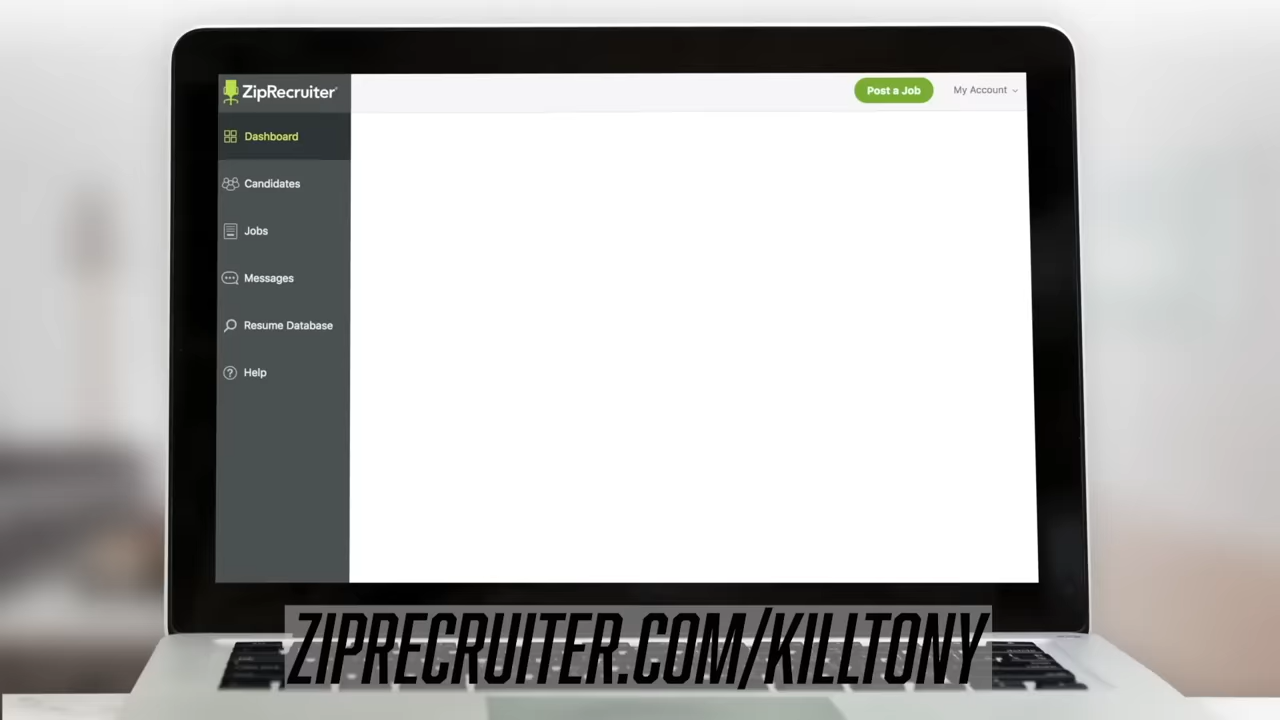 ZipRecruiter
Post a Job
My Account
Dashboard
Candidates
Jobs
Messages
Resume Database
Help
ZIPRECRUITER.COM/KILLTONY